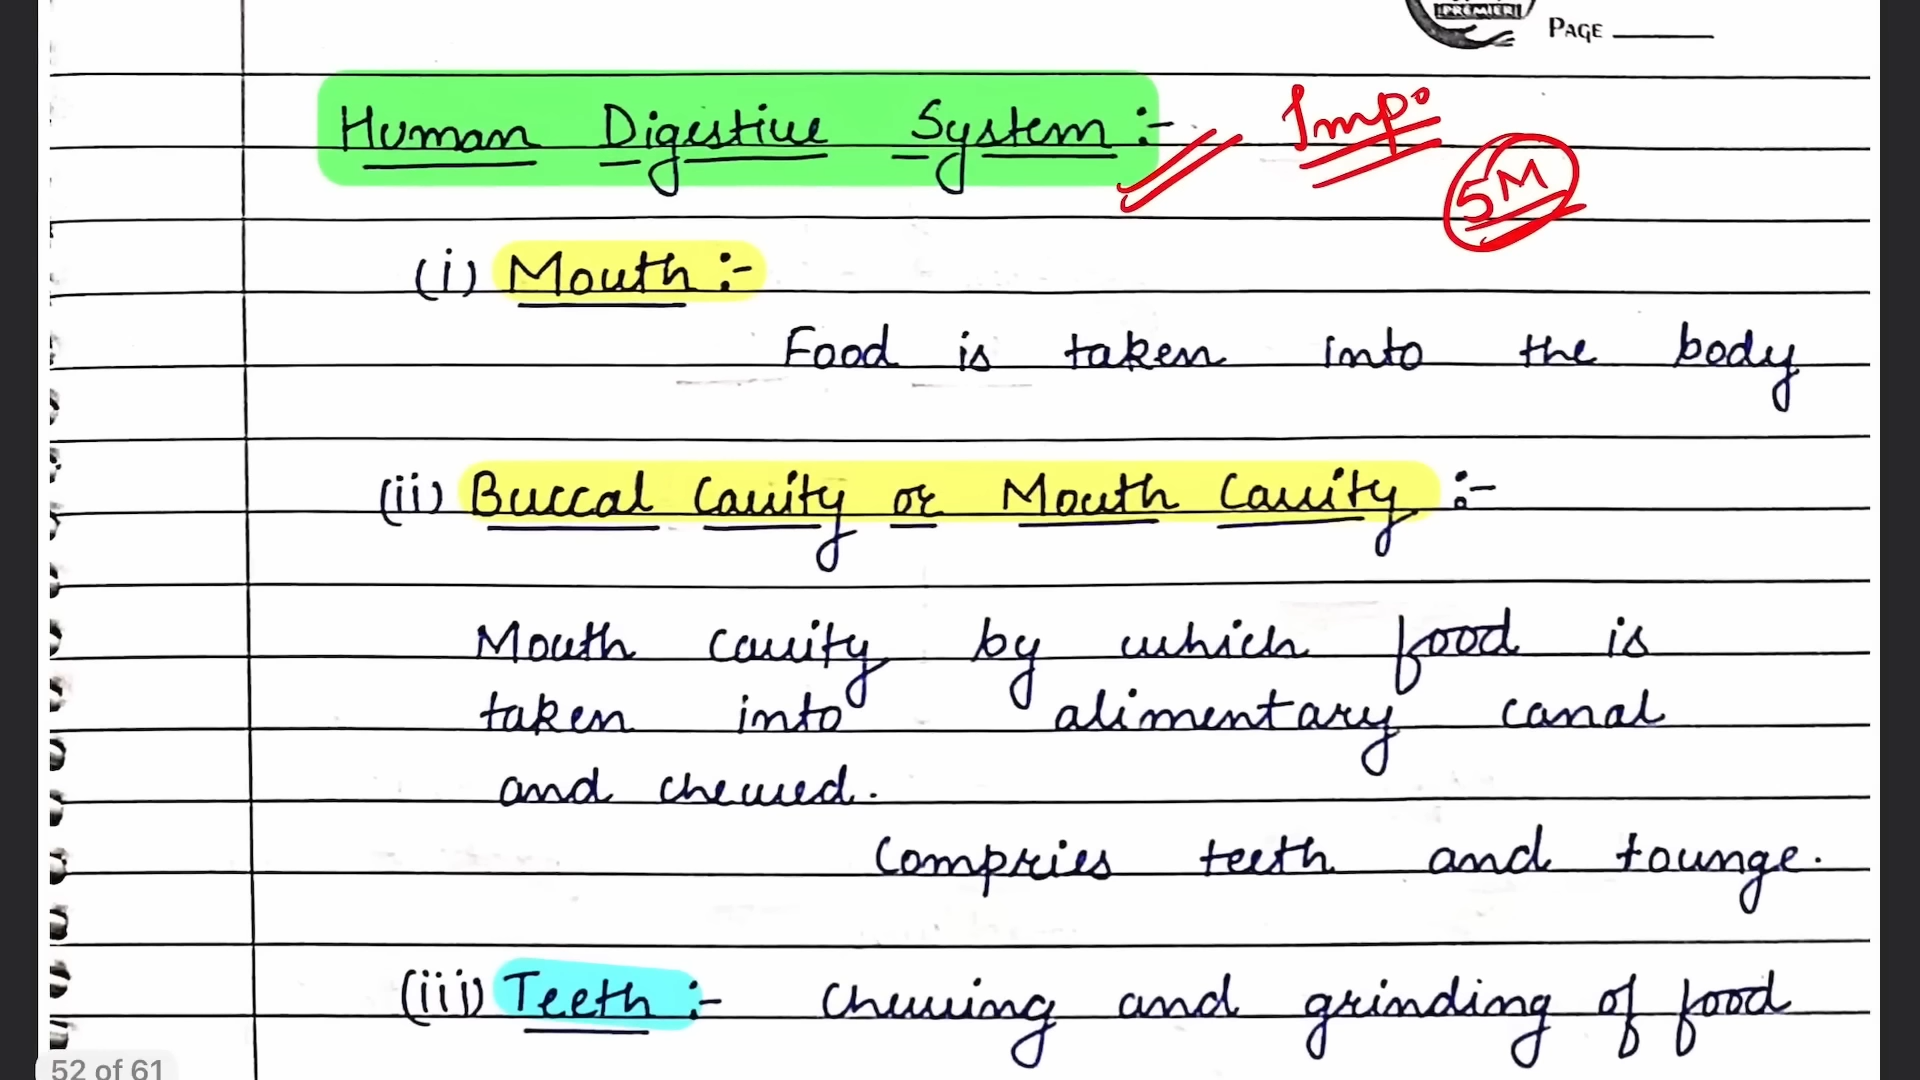 PREMIER
PAGE
Human Digestive System :- Imp.
5M
(i) Mouth :-
Food is taken into the body
(ii) Buccal Cavity or Mouth Cavity :-
Mouth cavity by which food is
taken into alimentary canal
and chewed.
Compries teeth and tounge.
(iii) Teeth :- Chewing and grinding of food
52 of 61